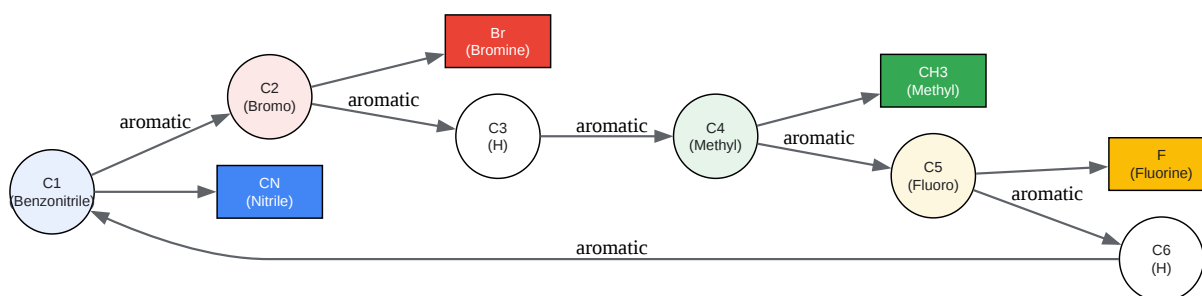 Br
(Bromine)
C2
(Bromo)
CH3
(Methyl)
aromatic
aromatic
C3
(H)
aromatic
C4
(Methyl)
aromatic
F
(Fluorine)
C5
(Fluoro)
C1
(Benzonitrile)
CN
(Nitrile)
aromatic
aromatic
C6
(H)